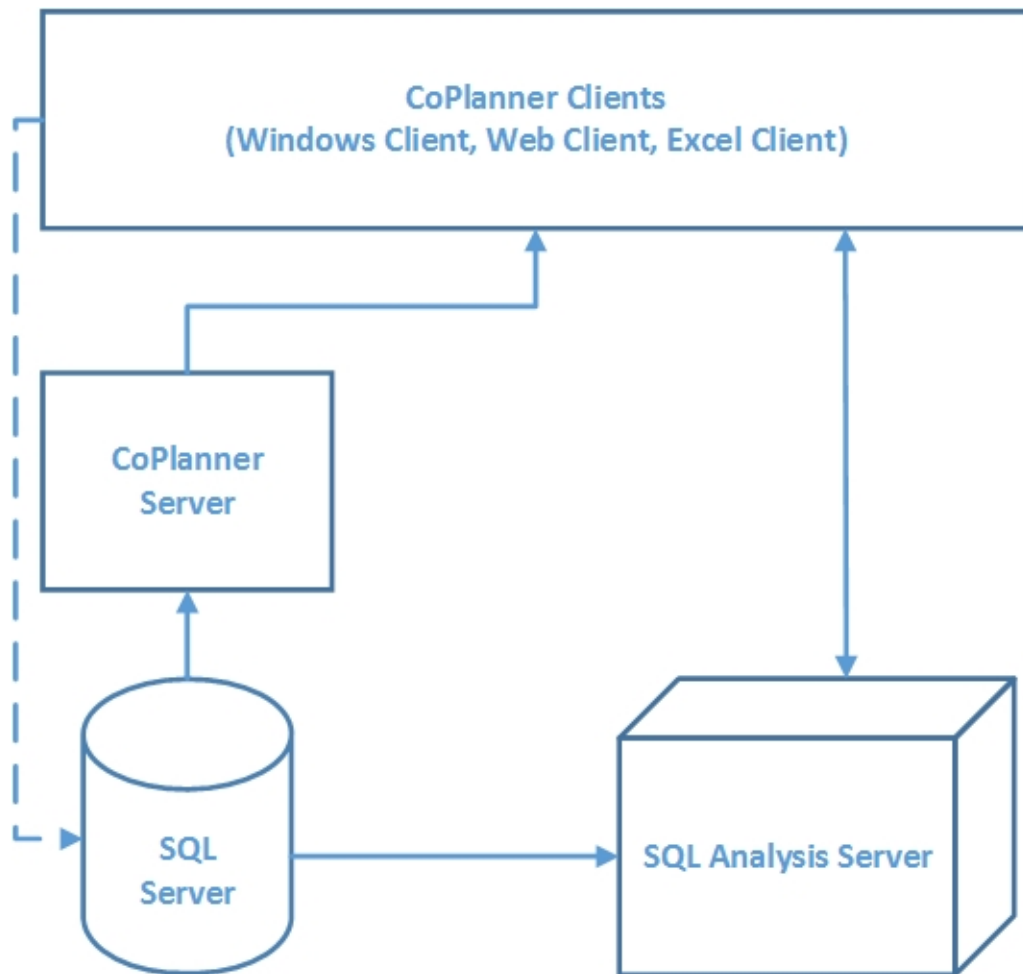 CoPlanner Clients
(Windows Client, Web Client, Excel Client)
CoPlanner
Server
SQL
Server
SQL Analysis Server